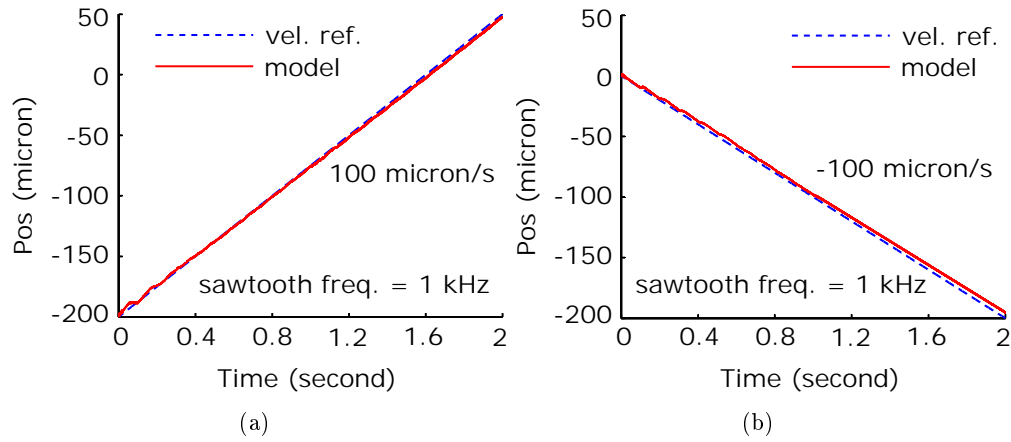 50
vel. ref.
model
0
-50
-100
-150
-200
Pos (micron)
100 micron/s
sawtooth freq. = 1 kHz
0 0.4 0.8 1.2 1.6 2
Time (second)
(a)
50
vel. ref.
model
0
-50
-100
-150
-200
Pos (micron)
-100 micron/s
sawtooth freq. = 1 kHz
0 0.4 0.8 1.2 1.6 2
Time (second)
(b)